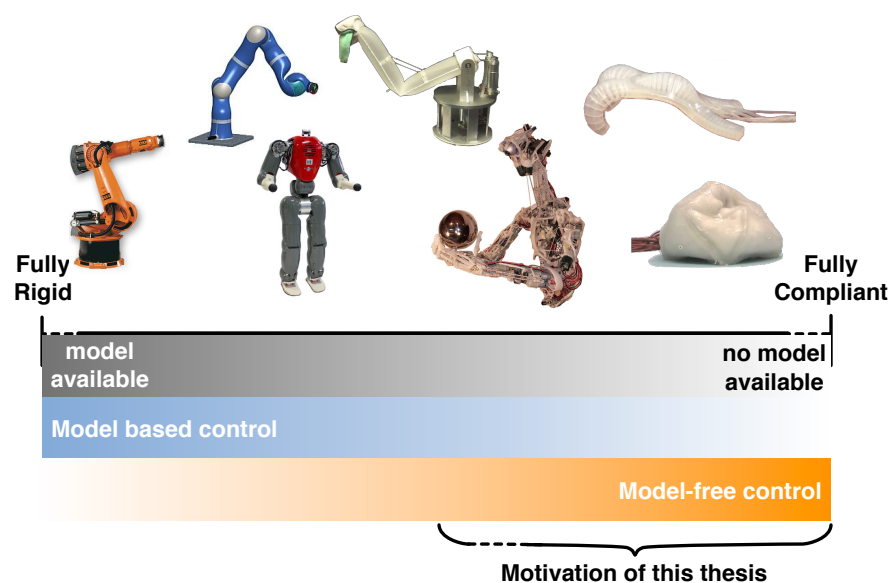 Fully
Rigid
Fully
Compliant
model
available
no model
available
Model based control
Model-free control
Motivation of this thesis